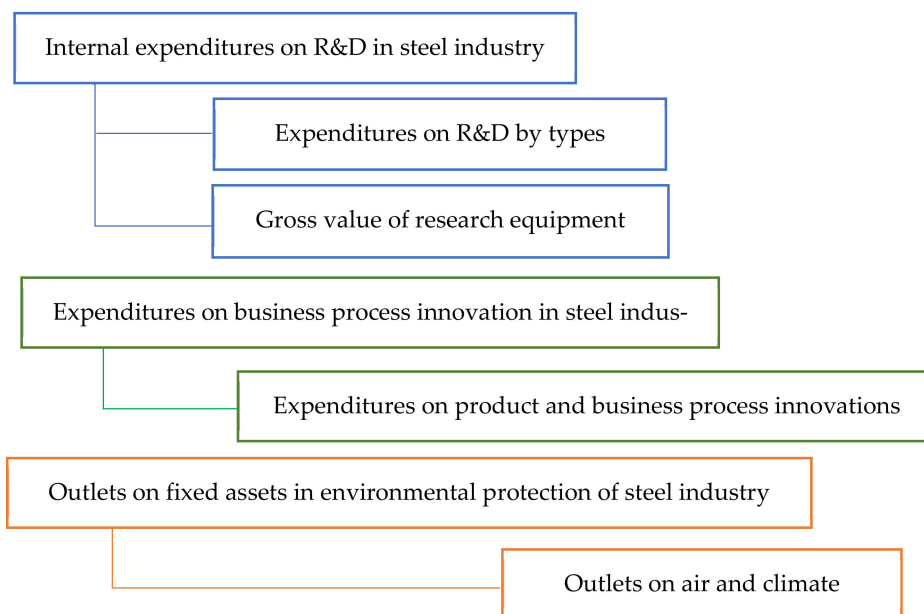 Internal expenditures on R&D in steel industry
Expenditures on R&D by types
Gross value of research equipment
Expenditures on business process innovation in steel indus-
Expenditures on product and business process innovations
Outlets on fixed assets in environmental protection of steel industry
Outlets on air and climate